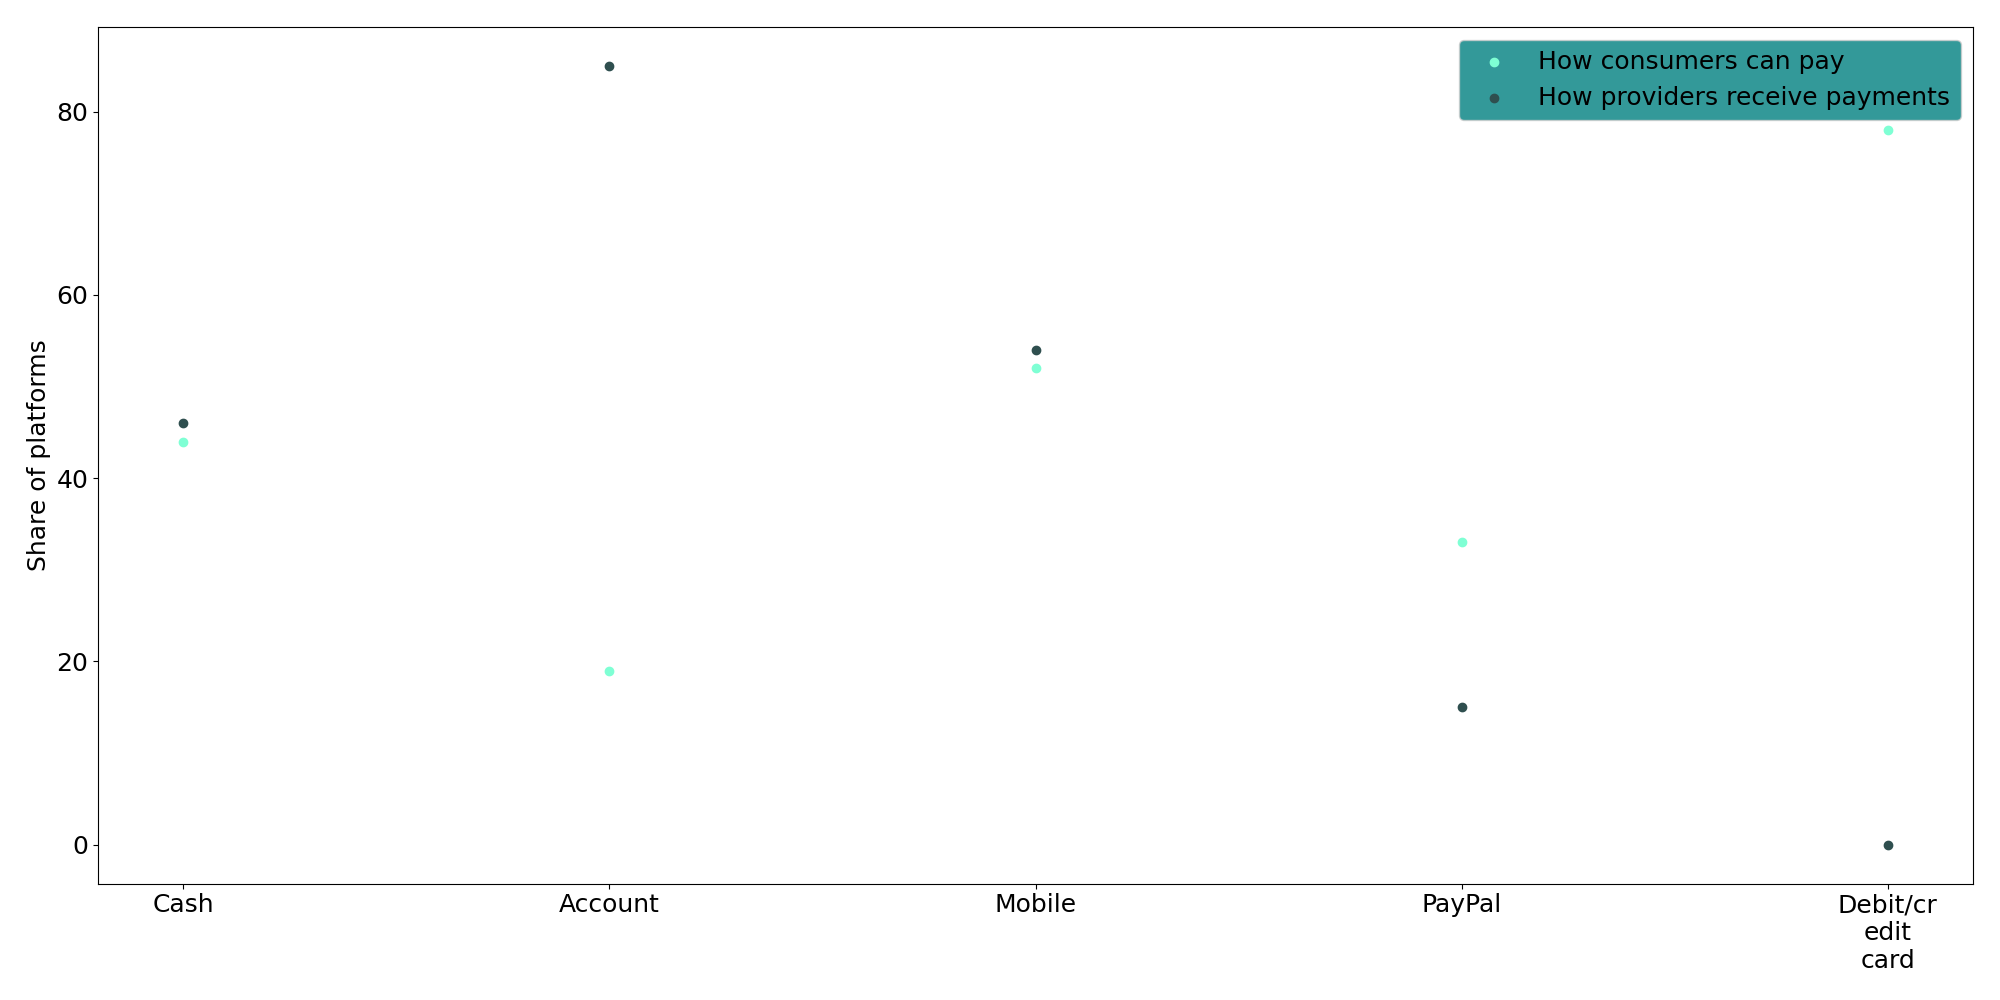 How consumers can pay
How providers receive payments
Share of platforms
80
60
40
20
0
Cash
Account
Mobile
PayPal
Debit/cr
edit
card